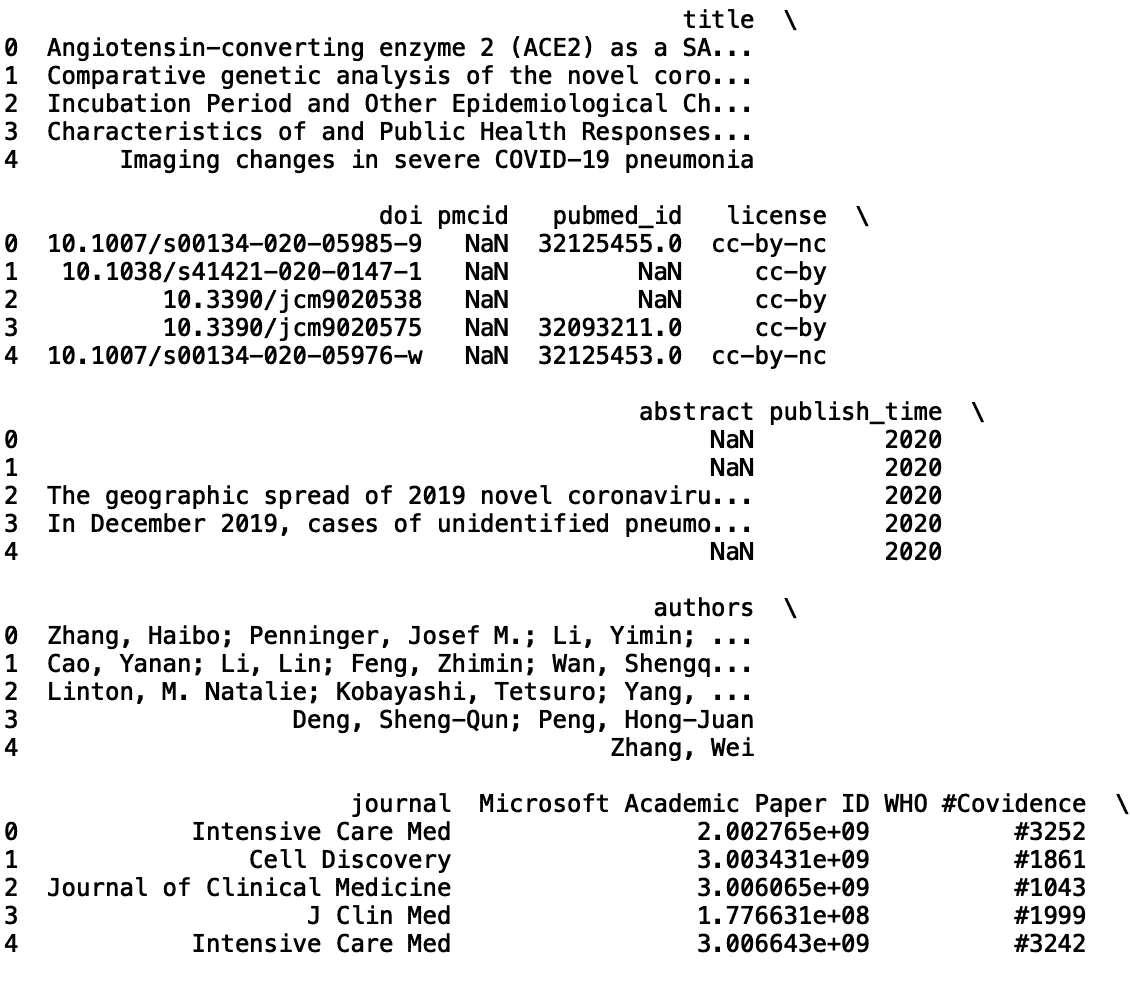 title \
0 Angiotensin-converting enzyme 2 (ACE2) as a SA...
1 Comparative genetic analysis of the novel coro...
2 Incubation Period and Other Epidemiological Ch...
3 Characteristics of and Public Health Responses...
4 Imaging changes in severe COVID-19 pneumonia
doi pmcid pubmed_id license \
0 10.1007/s00134-020-05985-9 NaN 32125455.0 cc-by-nc
1 10.1038/s41421-020-0147-1 NaN NaN cc-by
2 10.3390/jcm9020538 NaN NaN cc-by
3 10.3390/jcm9020575 NaN 32093211.0 cc-by
4 10.1007/s00134-020-05976-w NaN 32125453.0 cc-by-nc
abstract publish_time \
0 NaN 2020
1 NaN 2020
2 The geographic spread of 2019 novel coronaviru... 2020
3 In December 2019, cases of unidentified pneumo... 2020
4 NaN 2020
authors \
0 Zhang, Haibo; Penninger, Josef M.; Li, Yimin; ...
1 Cao, Yanan; Li, Lin; Feng, Zhimin; Wan, Shengq...
2 Linton, M. Natalie; Kobayashi, Tetsuro; Yang, ...
3 Deng, Sheng-Qun; Peng, Hong-Juan
4 Zhang, Wei
journal Microsoft Academic Paper ID WHO #Covidence \
0 Intensive Care Med 2.002765e+09 #3252
1 Cell Discovery 3.003431e+09 #1861
2 Journal of Clinical Medicine 3.006065e+09 #1043
3 J Clin Med 1.776631e+08 #1999
4 Intensive Care Med 3.006643e+09 #3242